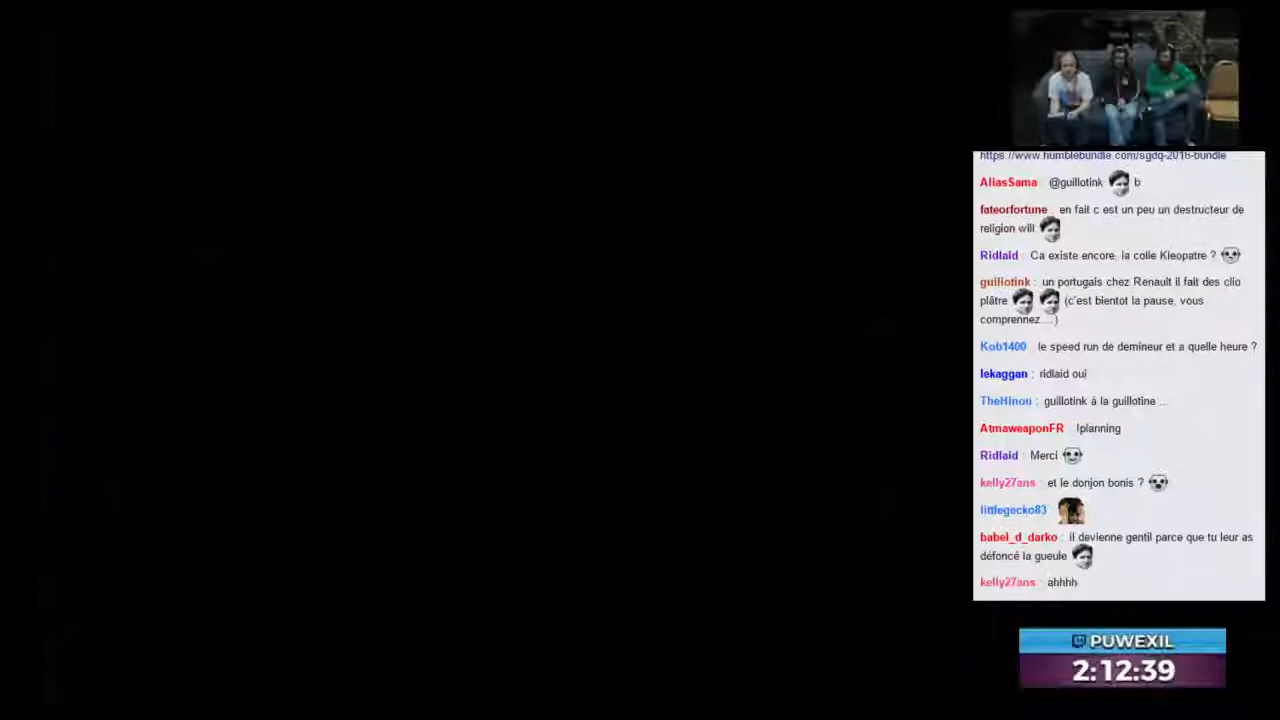 https://www.humblebundle.com/sgdq-2016-bundle
AliasSama @guillotink b
fateorfortune en fait c est un peu un destructeur de
religion will
Ridlaid : Ca existe encore, la colle Kleopatre ?
guillotink : un portugais chez Renault il fait des clio
plâtre (c'est bientot la pause, vous
comprennez....)
Kob1400 le speed run de demineur et a quelle heure ?
lekaggan : ridlaid oui
TheHinou : guillotink à la guillotine ...
AtmaweaponFR !planning
Ridlaid : Merci
kelly27ans : et le donjon bonis ?
littlegecko83
babel_d_darko : il devienne gentil parce que tu leur as
défoncé la gueule
kelly27ans : ahhhh
PUWEXIL
2:12:39